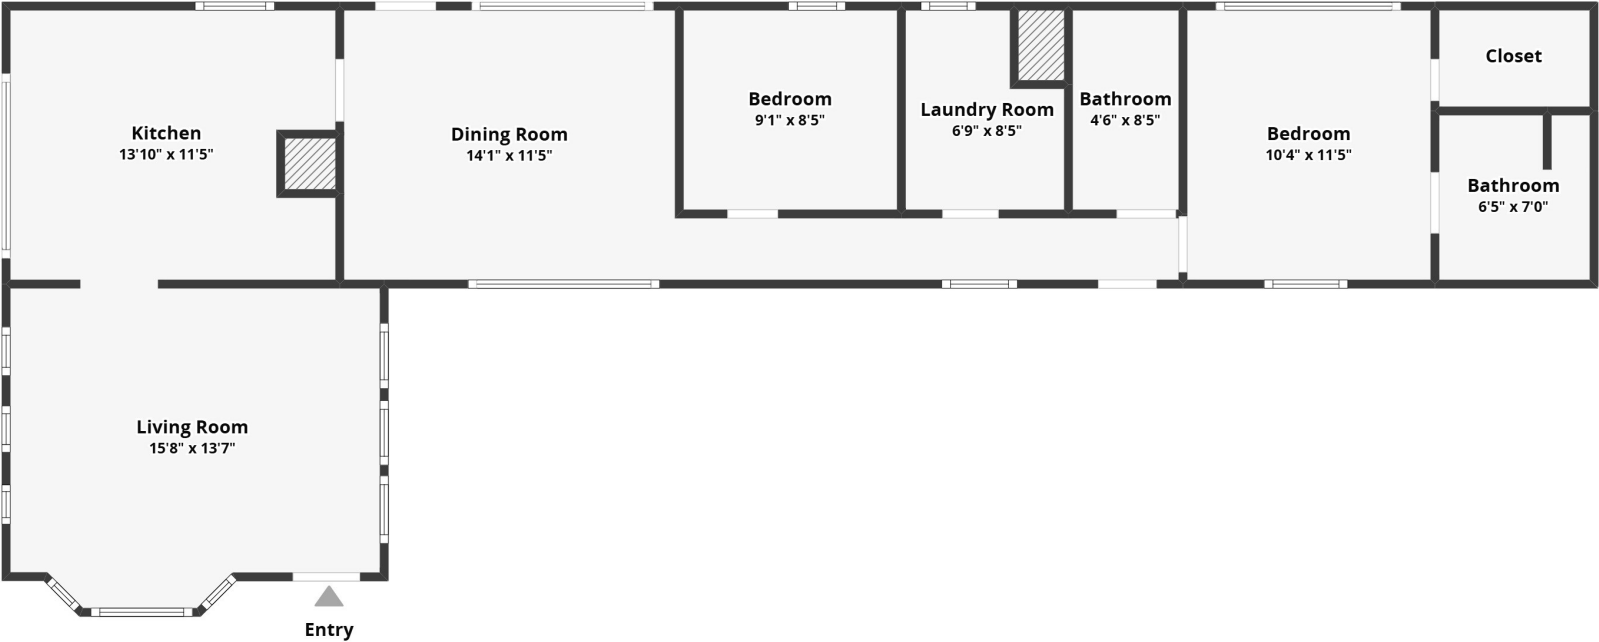 Kitchen
13'10" x 11'5"
Dining Room
14'1" x 11'5"
Bedroom
9'1" x 8'5"
Laundry Room
6'9" x 8'5"
Bathroom
4'6" x 8'5"
Bedroom
10'4" x 11'5"
Closet
Bathroom
6'5" x 7'0"
Living Room
15'8" x 13'7"
Entry